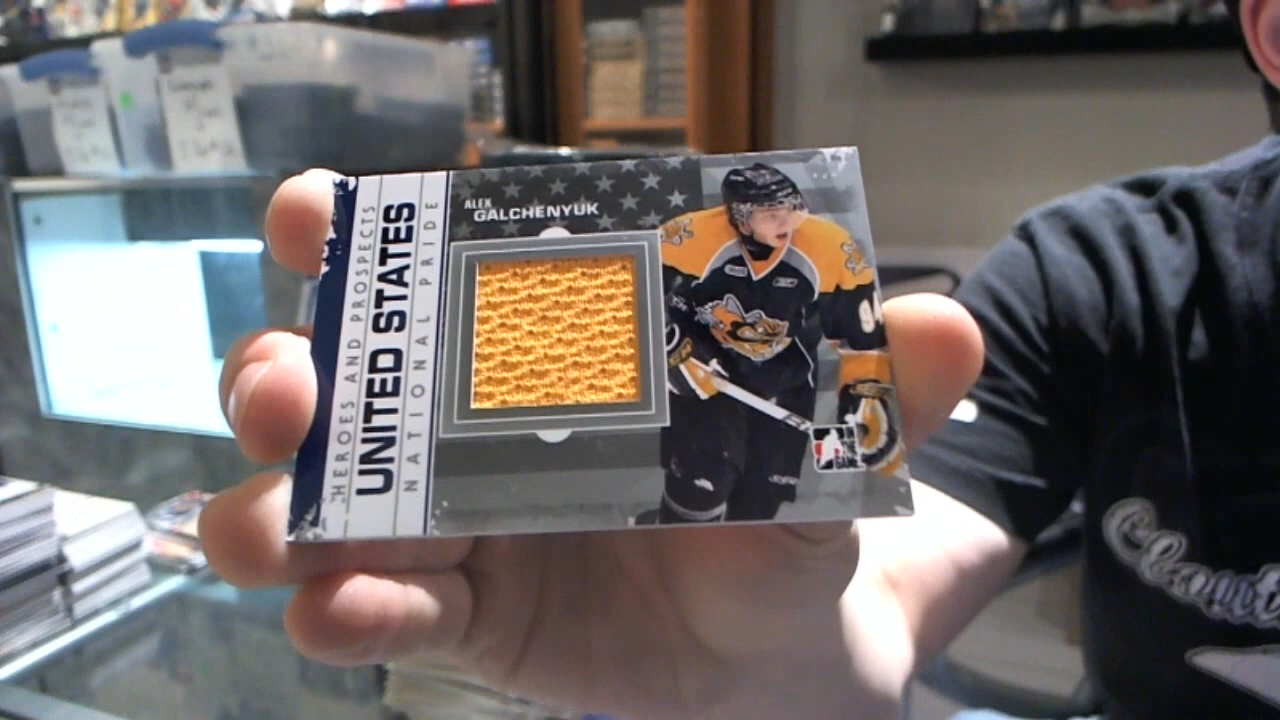 HEROES AND PROSPECTS
UNITED STATES
NATIONAL PRIDE
ALEX
GALCHENYUK
94